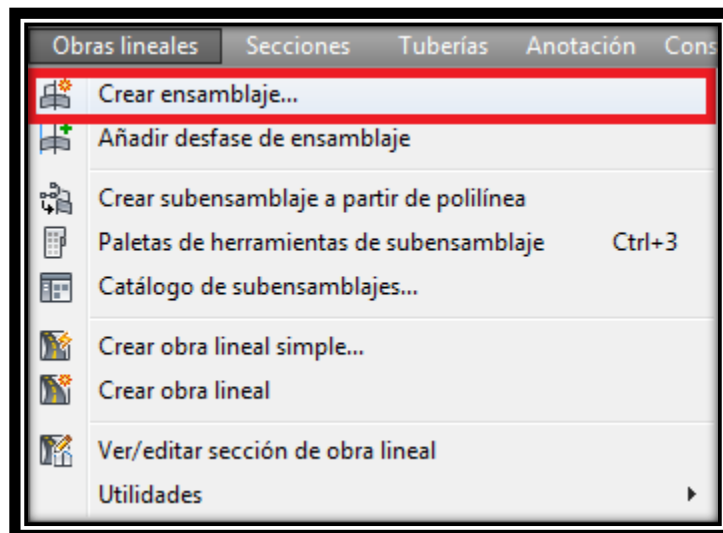 Obras lineales Secciones Tuberías Anotación Cons
Crear ensamblaje...
Añadir desfase de ensamblaje
Crear subensamblaje a partir de polilínea
Paletas de herramientas de subensamblaje Ctrl+3
Catálogo de subensamblajes...
Crear obra lineal simple...
Crear obra lineal
Ver/editar sección de obra lineal
Utilidades